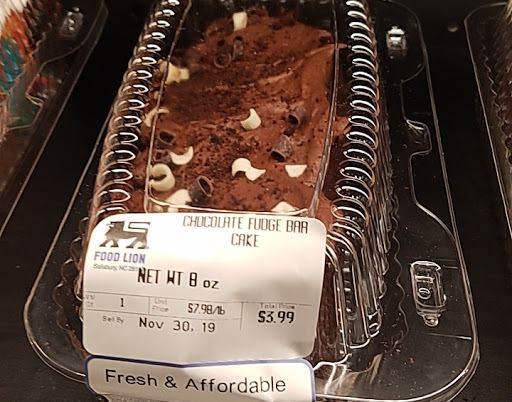 CHOCOLATE FUDGE BAR
CAKE
FOOD LION
Salisbury, NC
NET WT 8 oz
1
Unit
Price
$7.98/lb
Total Price
$3.99
Sell By
Nov 30, 19
Fresh & Affordable